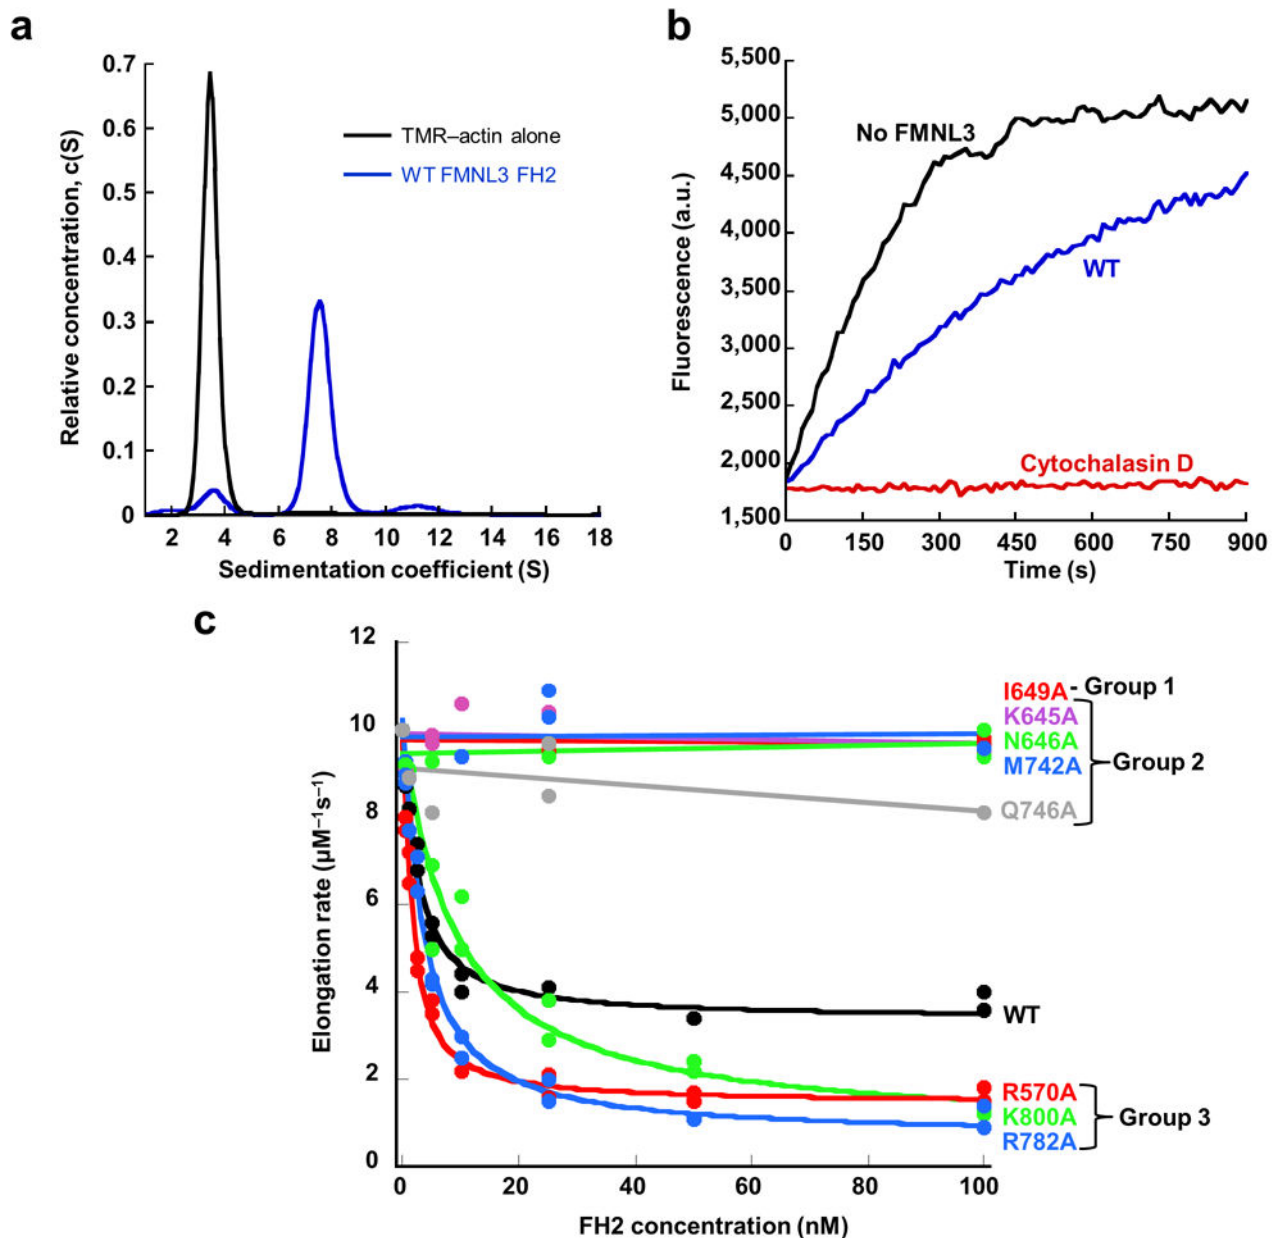 a
0.7
0.6
0.5
0.4
0.3
0.2
0.1
0
Relative concentration, c(S)
TMR–actin alone
WT FMNL3 FH2
2 4 6 8 10 12 14 16 18
Sedimentation coefficient (S)
b
5,500
5,000
4,500
4,000
3,500
3,000
2,500
2,000
1,500
Fluorescence (a.u.)
No FMNL3
WT
Cytochalasin D
0 150 300 450 600 750 900
Time (s)
c
12
10
8
6
4
2
0
Elongation rate (µM⁻¹s⁻¹)
I649A - Group 1
K645A
N646A
M742A
Q746A
Group 2
WT
R570A
K800A
R782A
Group 3
0 20 40 60 80 100
FH2 concentration (nM)